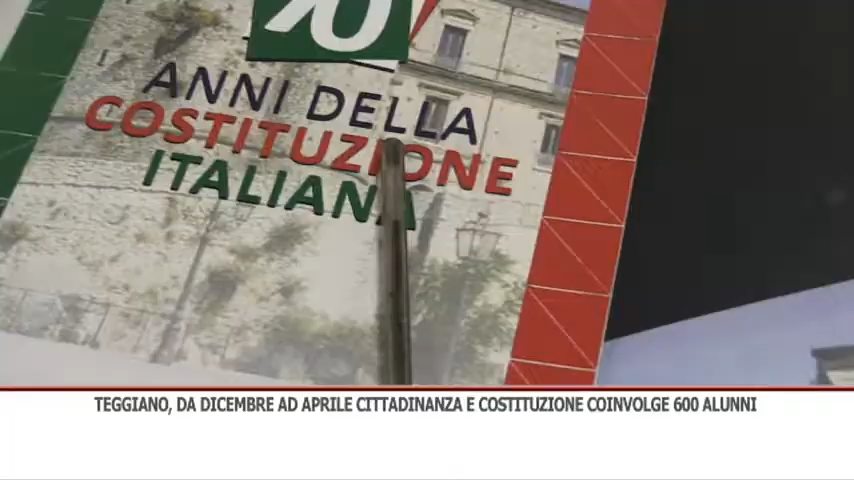 70
ANNI DELLA
COSTITUZIONE
ITALIANA
TEGGIANO, DA DICEMBRE AD APRILE CITTADINANZA E COSTITUZIONE COINVOLGE 600 ALUNNI